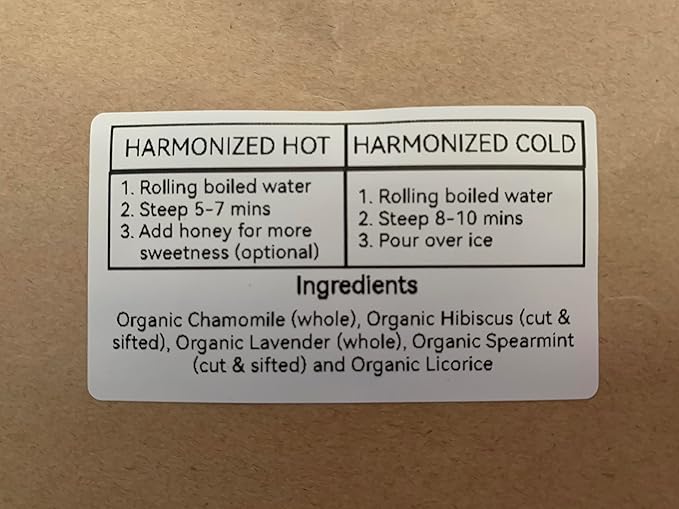 HARMONIZED HOT
1. Rolling boiled water
2. Steep 5-7 mins
3. Add honey for more
sweetness (optional)
HARMONIZED COLD
1. Rolling boiled water
2. Steep 8-10 mins
3. Pour over ice
Ingredients
Organic Chamomile (whole), Organic Hibiscus (cut &
sifted), Organic Lavender (whole), Organic Spearmint
(cut & sifted) and Organic Licorice